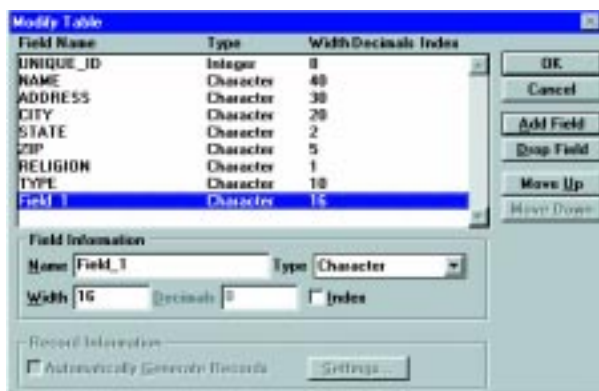 Modify Table
Field Name Type Width Decimals Index
UNIQUE_ID Integer 8
NAME Character 40
ADDRESS Character 30
CITY Character 20
STATE Character 2
ZIP Character 5
RELIGION Character 1
TYPE Character 10
Field_1 Character 16
OK
Cancel
Add Field
Drop Field
Move Up
Move Down
Field Information
Name Field_1 Type Character
Width 16 Decimals 0 Index
Record Information
Automatically Generate Records Settings...